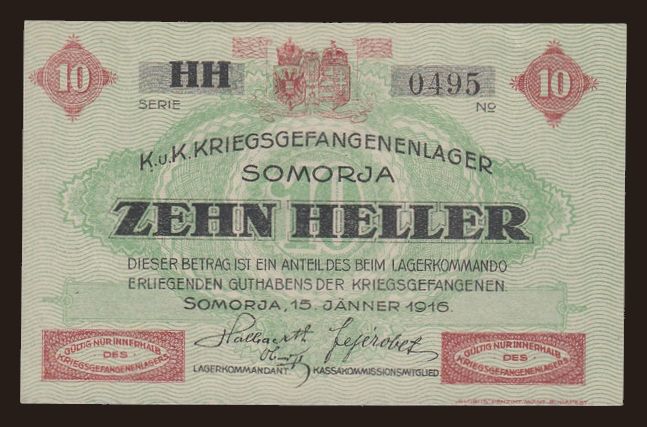 10 HH 0495 10
SERIE No
K.u.K. KRIEGSGEFANGENENLAGER
SOMORJA
10
ZEHN HELLER
DIESER BETRAG IST EIN ANTEIL DES BEIM LAGERKOMMANDO
ERLIEGENDEN GUTHABENS DER KRIEGSGEFANGENEN.
SOMORJA, 15. JÄNNER 1916.
GÜLTIG NUR INNERHALB
DES
KRIEGSGEFANGENENLAGERS
LAGERKOMMANDANT KASSAKOMMISSIONSMITGLIED.
GÜLTIG NUR INNERHALB
DES
KRIEGSGEFANGENENLAGERS